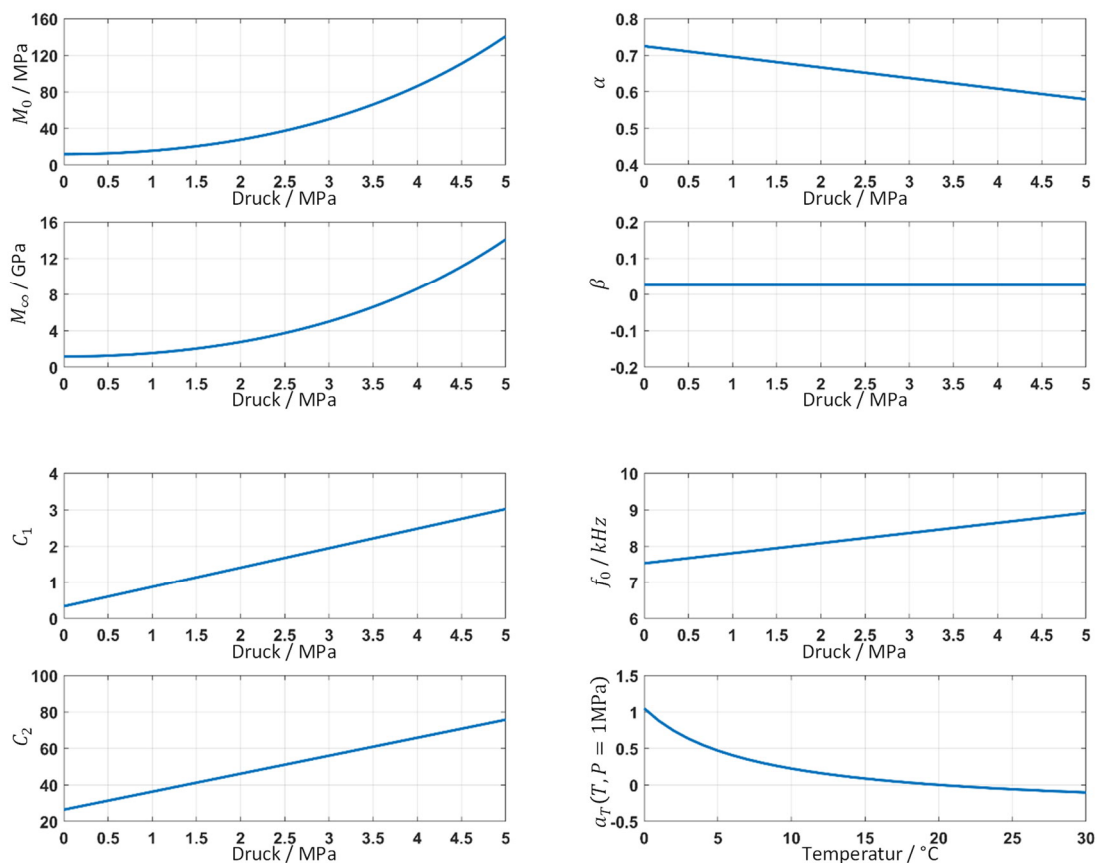 M₀ / MPa
160
120
80
40
0
0 0.5 1 1.5 2 2.5 3 3.5 4 4.5 5
Druck / MPa
α
0.8
0.7
0.6
0.5
0.4
0 0.5 1 1.5 2 2.5 3 3.5 4 4.5 5
Druck / MPa
M∞ / GPa
16
12
8
4
0
0 0.5 1 1.5 2 2.5 3 3.5 4 4.5 5
Druck / MPa
β
0.2
0.1
0
-0.1
-0.2
0 0.5 1 1.5 2 2.5 3 3.5 4 4.5 5
Druck / MPa
C₁
4
3
2
1
0
0 0.5 1 1.5 2 2.5 3 3.5 4 4.5 5
Druck / MPa
f₀ / kHz
10
9
8
7
6
0 0.5 1 1.5 2 2.5 3 3.5 4 4.5 5
Druck / MPa
C₂
100
80
60
40
20
0 0.5 1 1.5 2 2.5 3 3.5 4 4.5 5
Druck / MPa
a_T(T, P = 1MPa)
1.5
1
0.5
0
-0.5
0 5 10 15 20 25 30
Temperatur / °C